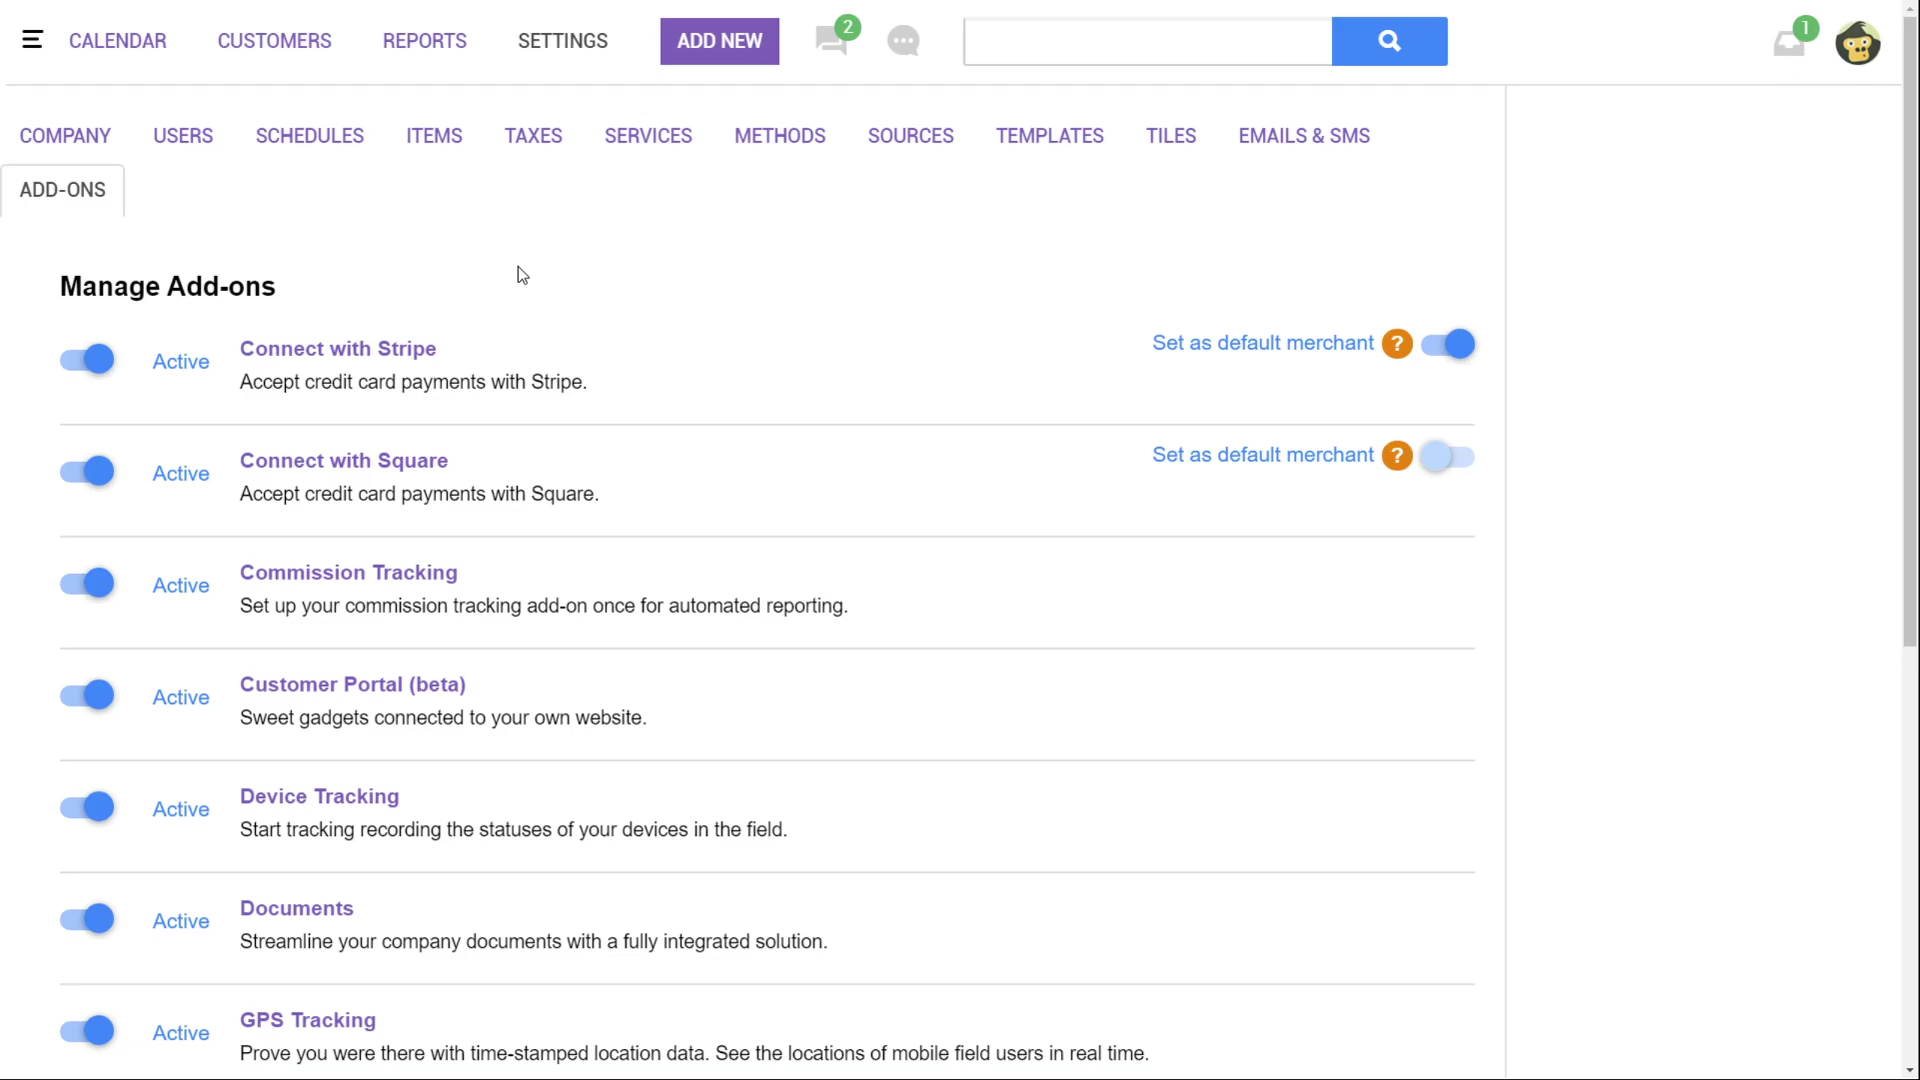 CALENDAR CUSTOMERS REPORTS SETTINGS ADD NEW 2 1
COMPANY USERS SCHEDULES ITEMS TAXES SERVICES METHODS SOURCES TEMPLATES TILES EMAILS & SMS
ADD-ONS
Manage Add-ons
Active Connect with Stripe Set as default merchant ?
Accept credit card payments with Stripe.
Active Connect with Square Set as default merchant ?
Accept credit card payments with Square.
Active Commission Tracking
Set up your commission tracking add-on once for automated reporting.
Active Customer Portal (beta)
Sweet gadgets connected to your own website.
Active Device Tracking
Start tracking recording the statuses of your devices in the field.
Active Documents
Streamline your company documents with a fully integrated solution.
Active GPS Tracking
Prove you were there with time-stamped location data. See the locations of mobile field users in real time.